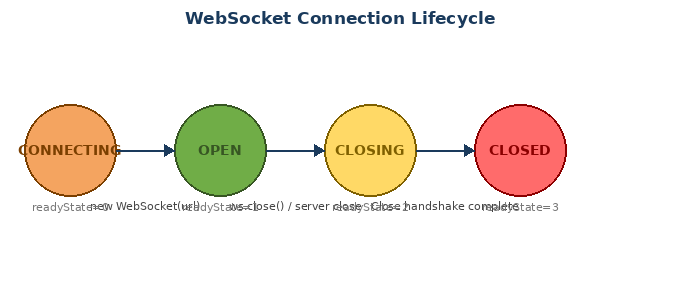 WebSocket Connection Lifecycle
CONNECTING
OPEN
CLOSING
CLOSED
readyState=0
new WebSocket(url)
readyState=1
ws.close() / server close
readyState=2
Close handshake complete
readyState=3